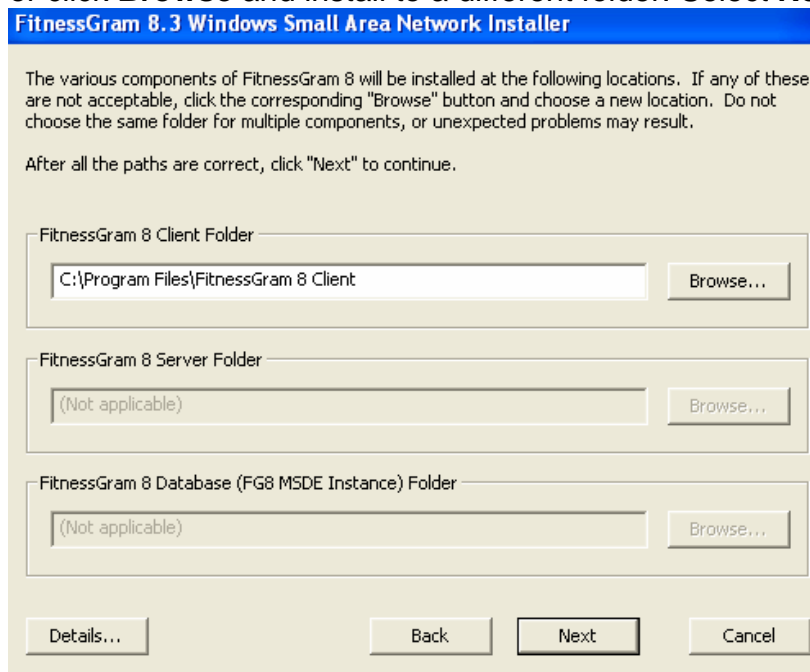 FitnessGram 8.3 Windows Small Area Network Installer
The various components of FitnessGram 8 will be installed at the following locations. If any of these
are not acceptable, click the corresponding "Browse" button and choose a new location. Do not
choose the same folder for multiple components, or unexpected problems may result.
After all the paths are correct, click "Next" to continue.
FitnessGram 8 Client Folder
C:\Program Files\FitnessGram 8 Client
Browse...
FitnessGram 8 Server Folder
(Not applicable)
Browse...
FitnessGram 8 Database (FG8 MSDE Instance) Folder
(Not applicable)
Browse...
Details... Back Next Cancel